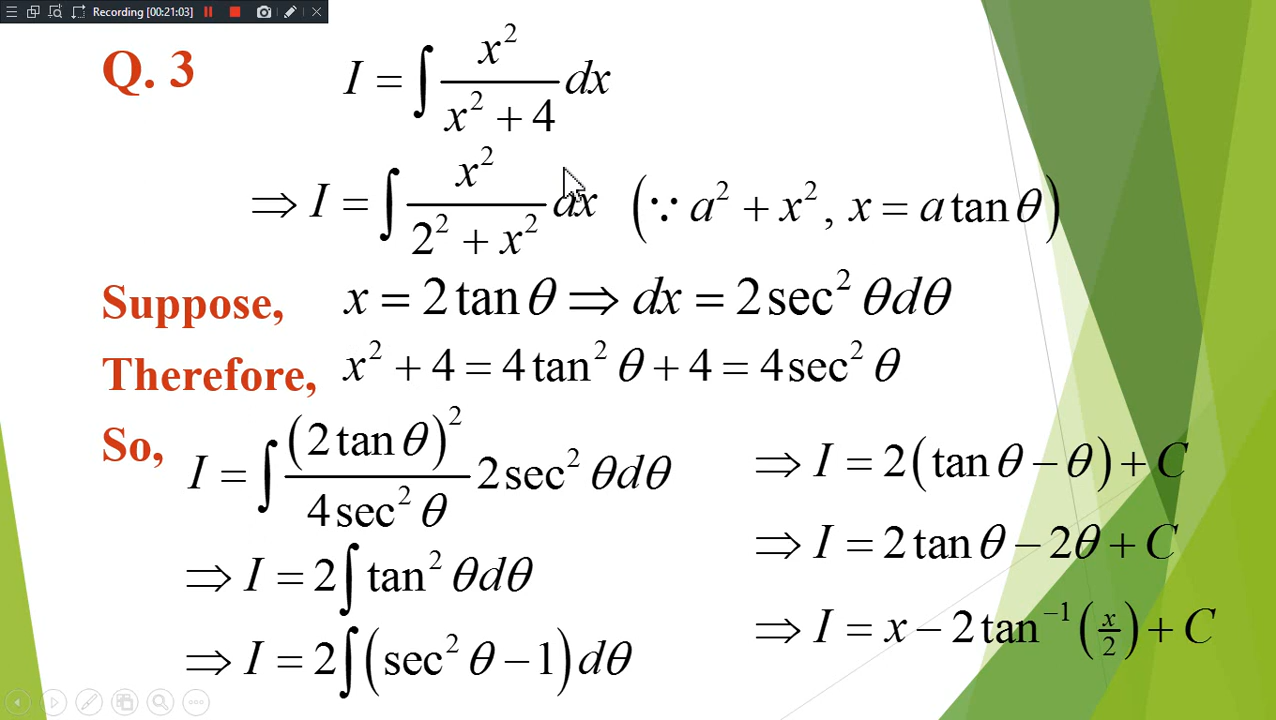 Recording [00:21:03]
Q. 3
I = ∫ x²/(x² + 4) dx
⇒ I = ∫ x²/(2² + x²) dx (∵ a² + x², x = a tan θ)
Suppose, x = 2 tan θ ⇒ dx = 2 sec² θ dθ
Therefore, x² + 4 = 4 tan² θ + 4 = 4 sec² θ
So, I = ∫ (2 tan θ)²/(4 sec² θ) 2 sec² θ dθ
⇒ I = 2∫ tan² θ dθ
⇒ I = 2∫ (sec² θ − 1) dθ
⇒ I = 2(tan θ − θ) + C
⇒ I = 2 tan θ − 2θ + C
⇒ I = x − 2 tan⁻¹(x/2) + C